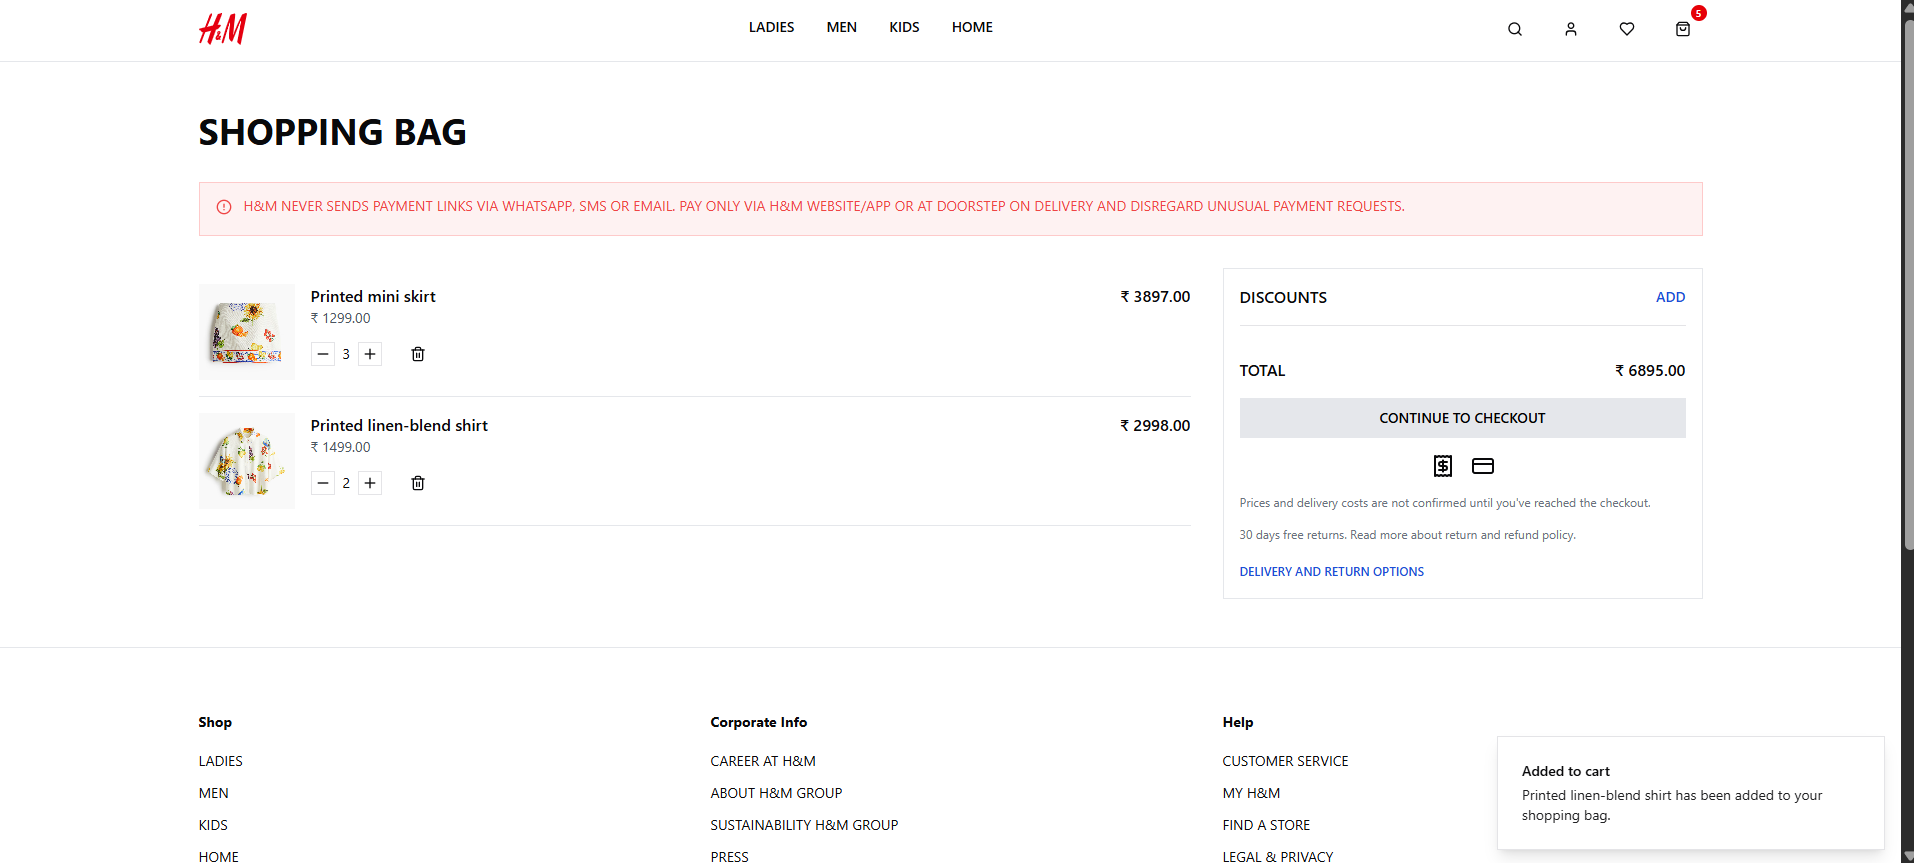 H&M
LADIES MEN KIDS HOME
5
SHOPPING BAG
H&M NEVER SENDS PAYMENT LINKS VIA WHATSAPP, SMS OR EMAIL. PAY ONLY VIA H&M WEBSITE/APP OR AT DOORSTEP ON DELIVERY AND DISREGARD UNUSUAL PAYMENT REQUESTS.
Printed mini skirt ₹ 3897.00
₹ 1299.00
3
Printed linen-blend shirt ₹ 2998.00
₹ 1499.00
2
DISCOUNTS ADD
TOTAL ₹ 6895.00
CONTINUE TO CHECKOUT
Prices and delivery costs are not confirmed until you've reached the checkout.
30 days free returns. Read more about return and refund policy.
DELIVERY AND RETURN OPTIONS
Shop
LADIES
MEN
KIDS
HOME
Corporate Info
CAREER AT H&M
ABOUT H&M GROUP
SUSTAINABILITY H&M GROUP
PRESS
Help
CUSTOMER SERVICE
MY H&M
FIND A STORE
LEGAL & PRIVACY
Added to cart
Printed linen-blend shirt has been added to your
shopping bag.